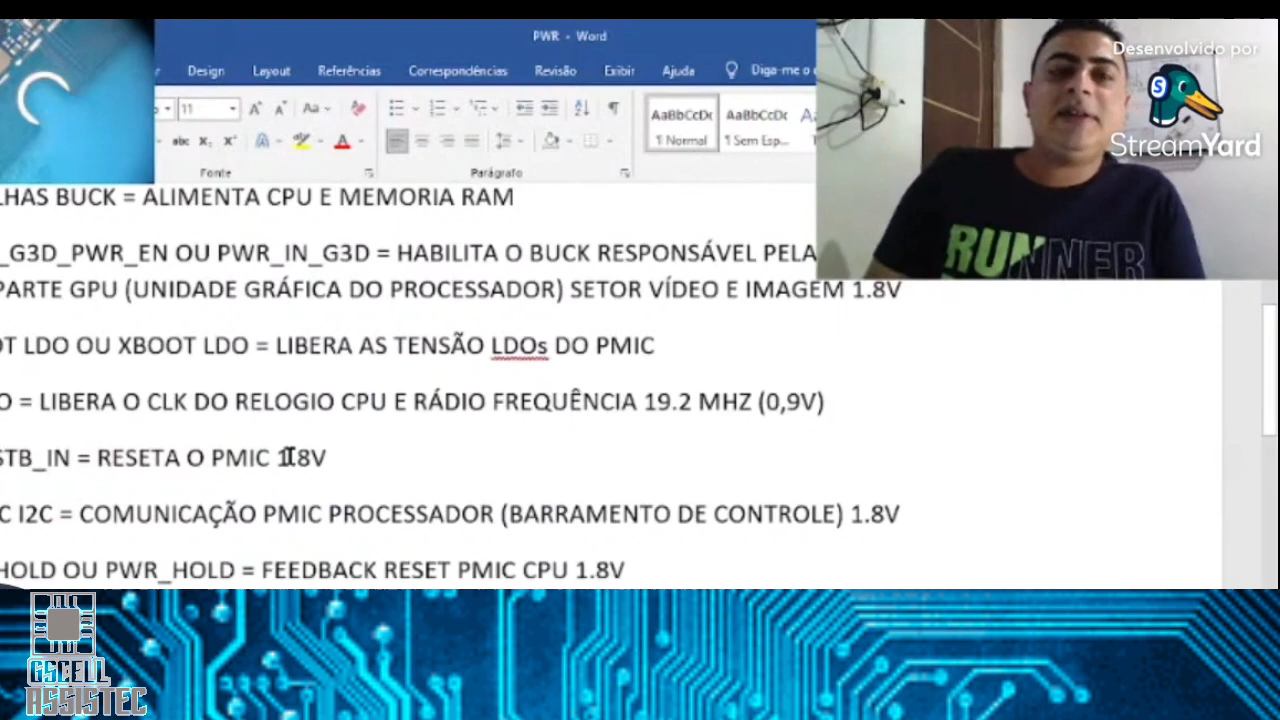 PWR - Word
Design Layout Referências Correspondências Revisão Exibir Ajuda Diga-me o
11 Aa
abc X₂ X² A A
AaBbCcDc AaBbCcDc
¶ Normal ¶ Sem Esp...
Fonte Parágrafo
Desenvolvido por
S
StreamYard
RUNNER
LHAS BUCK = ALIMENTA CPU E MEMORIA RAM
_G3D_PWR_EN OU PWR_IN_G3D = HABILITA O BUCK RESPONSÁVEL PELA
PARTE GPU (UNIDADE GRÁFICA DO PROCESSADOR) SETOR VÍDEO E IMAGEM 1.8V
OT LDO OU XBOOT LDO = LIBERA AS TENSÃO LDOs DO PMIC
O = LIBERA O CLK DO RELOGIO CPU E RÁDIO FREQUÊNCIA 19.2 MHZ (0,9V)
STB_IN = RESETA O PMIC 1.8V
C I2C = COMUNICAÇÃO PMIC PROCESSADOR (BARRAMENTO DE CONTROLE) 1.8V
HOLD OU PWR_HOLD = FEEDBACK RESET PMIC CPU 1.8V
GSCELL
ASSISTEC